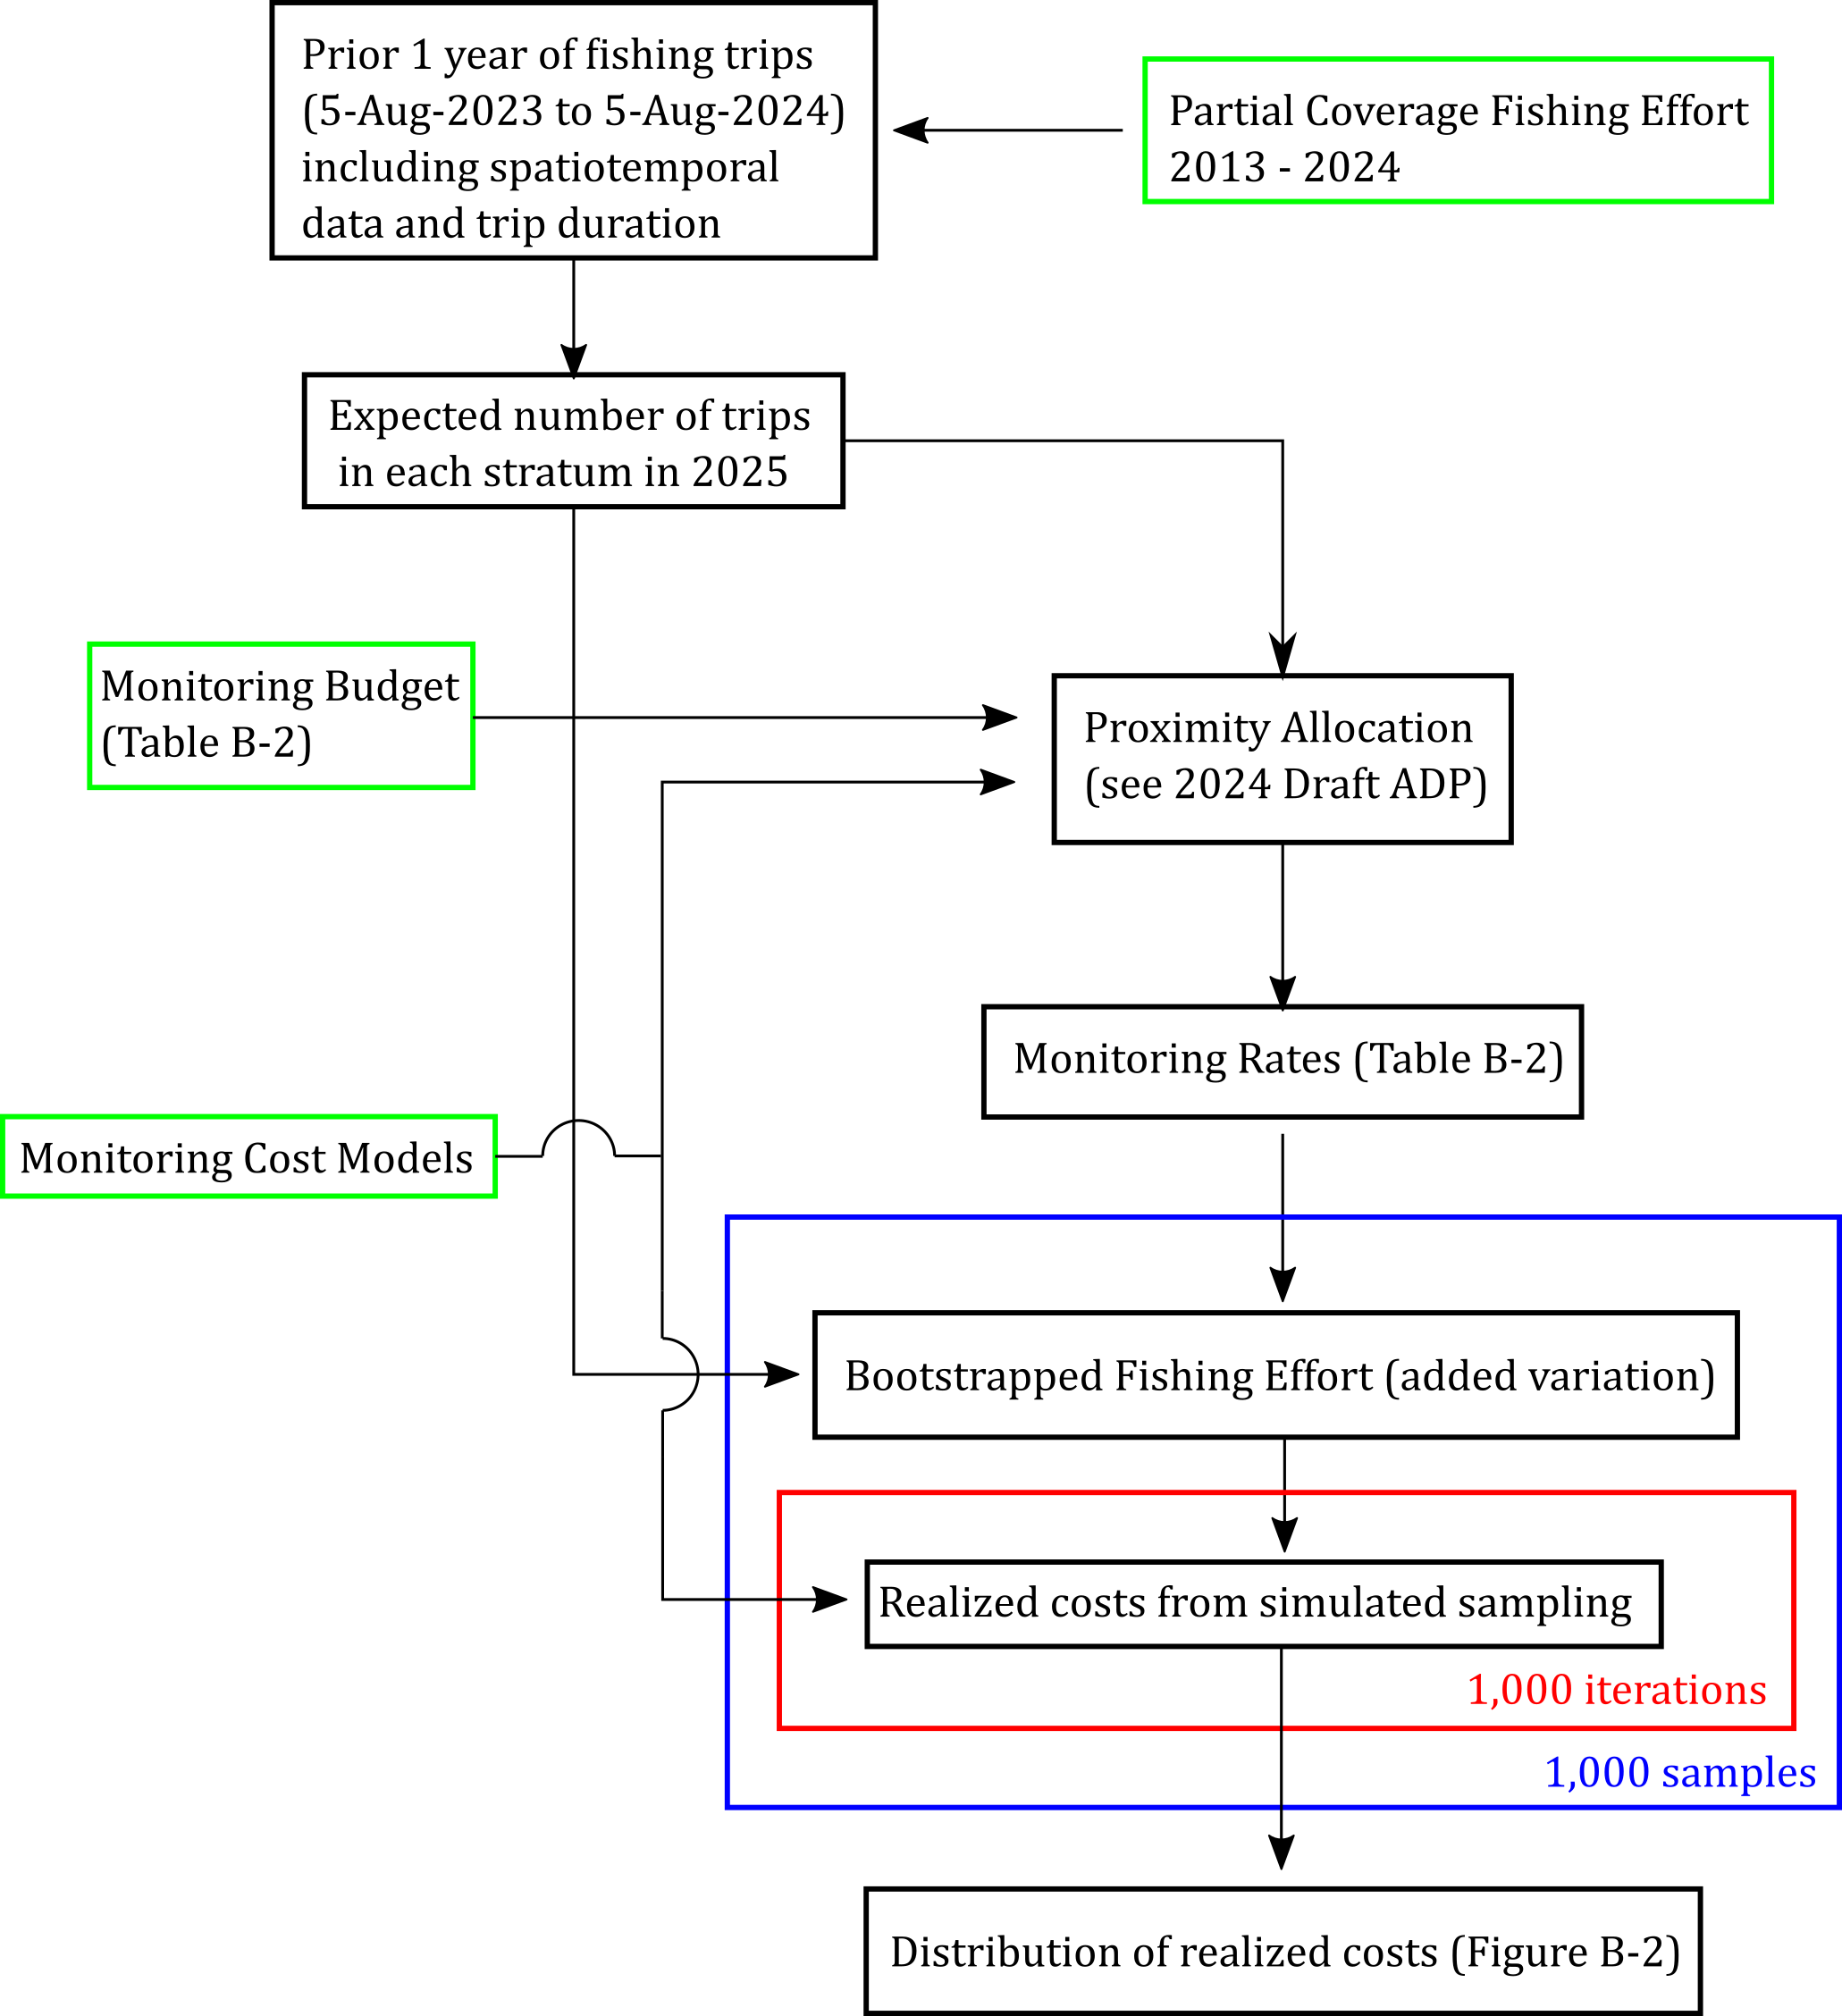 Prior 1 year of fishing trips
(5-Aug-2023 to 5-Aug-2024)
including spatiotemporal
data and trip duration
Partial Coverage Fishing Effort
2013 - 2024
Expected number of trips
in each stratum in 2025
Monitoring Budget
(Table B-2)
Proximity Allocation
(see 2024 Draft ADP)
Monitoring Rates (Table B-2)
Monitoring Cost Models
Bootstrapped Fishing Effort (added variation)
Realized costs from simulated sampling
1,000 iterations
1,000 samples
Distribution of realized costs (Figure B-2)